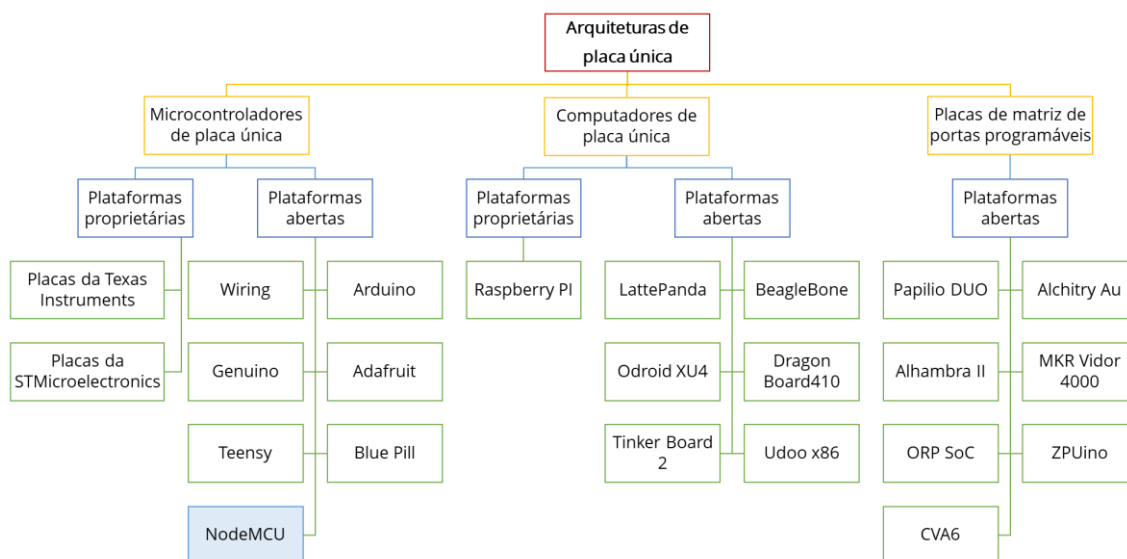 Arquiteturas de
placa única
Microcontroladores
de placa única
Computadores de
placa única
Placas de matriz de
portas programáveis
Plataformas
proprietárias
Plataformas
abertas
Plataformas
proprietárias
Plataformas
abertas
Plataformas
abertas
Placas da Texas
Instruments
Wiring
Arduino
Raspberry PI
LattePanda
BeagleBone
Papilio DUO
Alchitry Au
Placas da
STMicroelectronics
Genuino
Adafruit
Odroid XU4
Dragon
Board410
Alhambra II
MKR Vidor
4000
Teensy
Blue Pill
Tinker Board
2
Udoo x86
ORP SoC
ZPUino
NodeMCU
CVA6